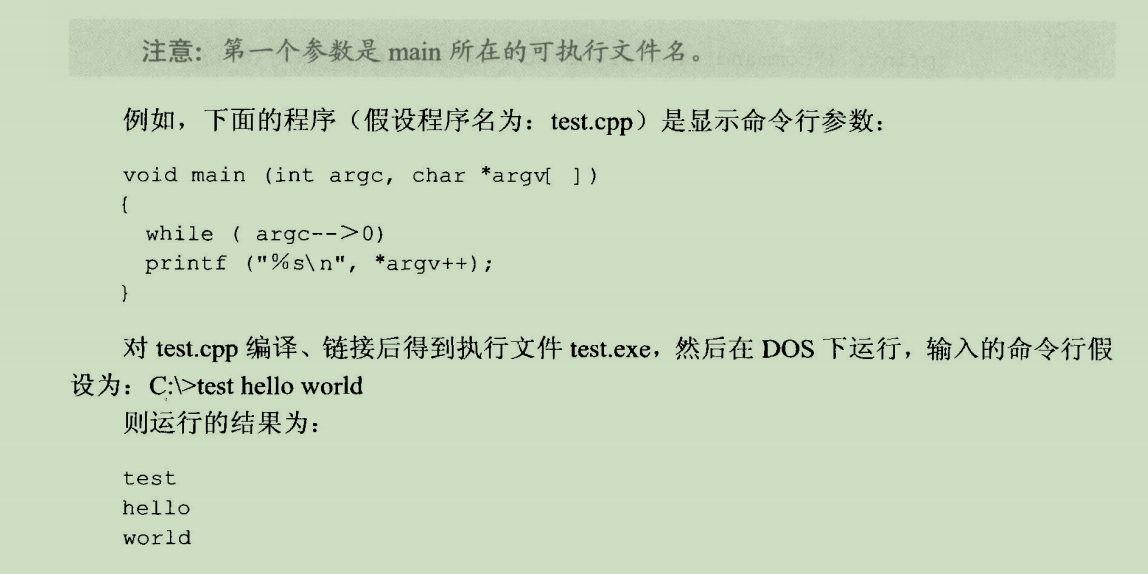 注意: 第一个参数是 main 所在的可执行文件名。
例如，下面的程序（假设程序名为：test.cpp）是显示命令行参数：
void main (int argc, char *argv[ ])
{
while ( argc-->0)
printf ("%s\n", *argv++);
}
对 test.cpp 编译、链接后得到执行文件 test.exe，然后在 DOS 下运行，输入的命令行假
设为：C:\>test hello world
则运行的结果为：
test
hello
world